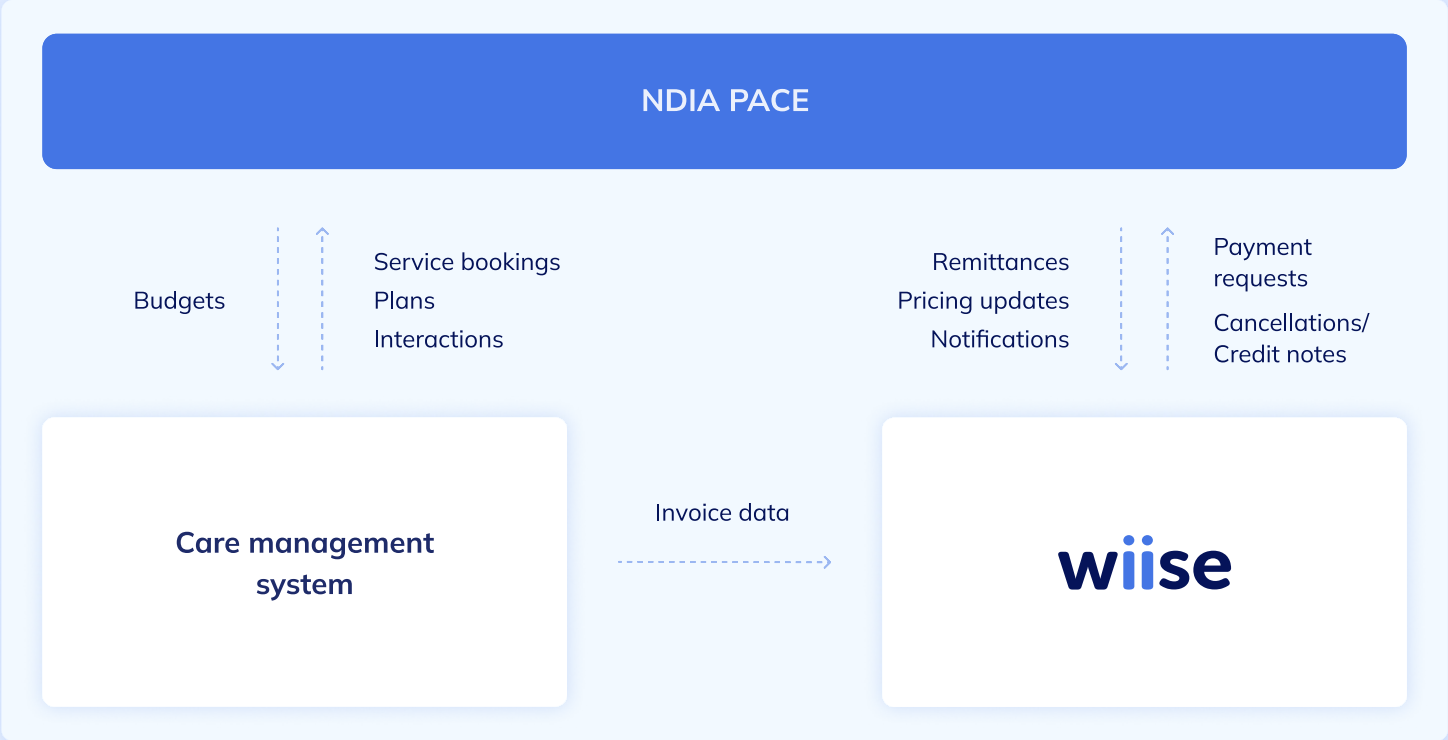 NDIA PACE
Budgets
Service bookings
Plans
Interactions
Remittances
Pricing updates
Notifications
Payment
requests
Cancellations/
Credit notes
Care management
system
Invoice data
wiise